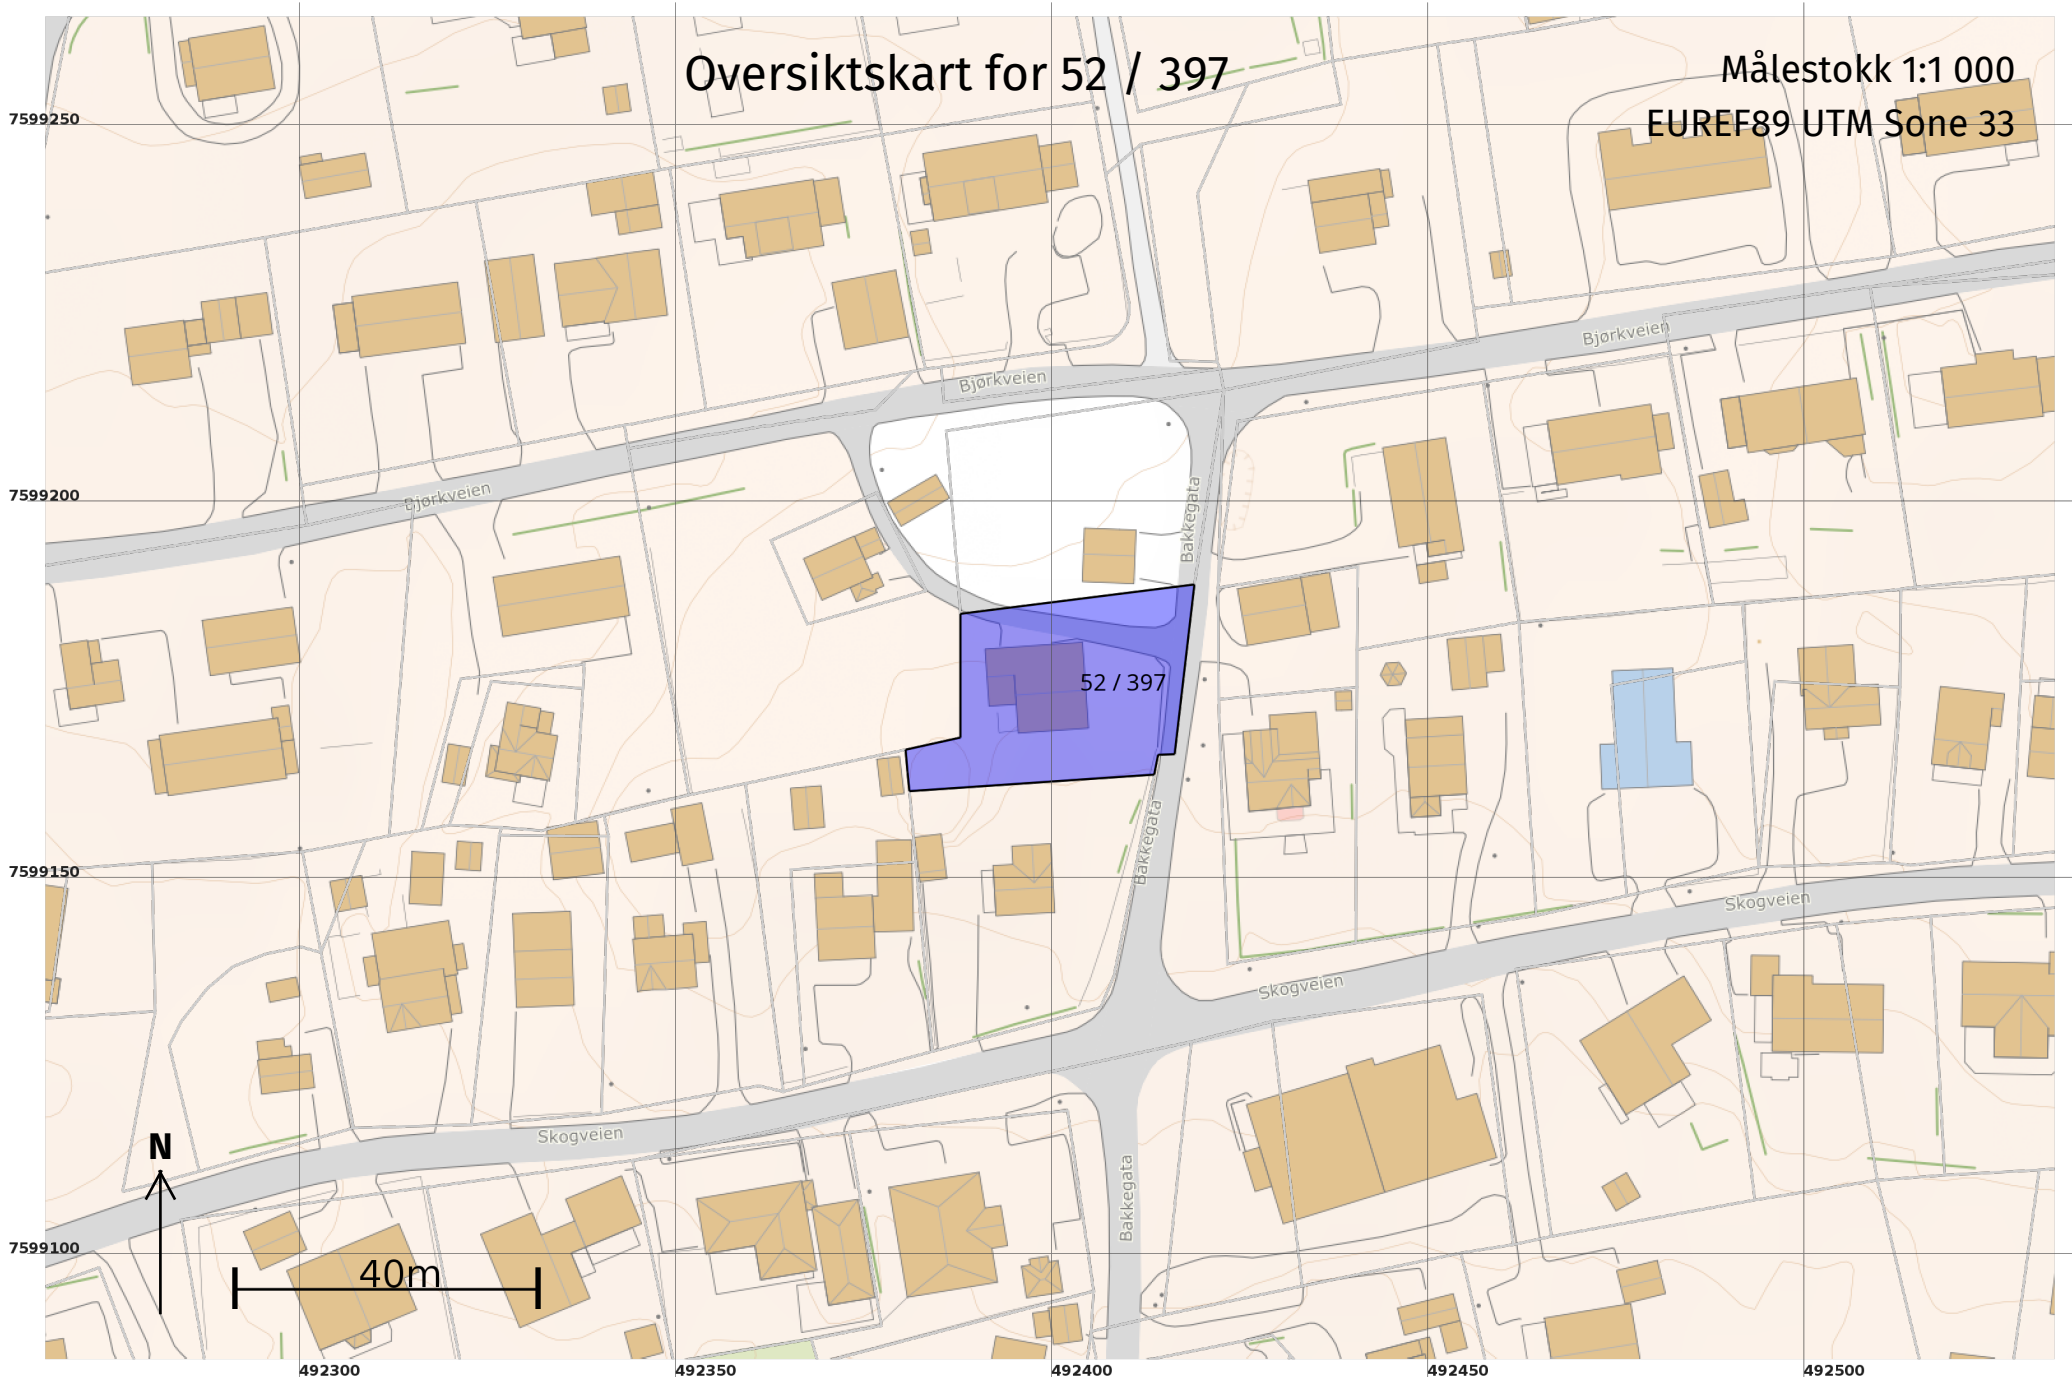 Oversiktskart for 52 / 397
Målestokk 1:1 000
EUREF89 UTM Sone 33
7599250
Bjørkveien
Bjørkveien
7599200
Bjørkveien
Bakkegata
52 / 397
Bakkegata
7599150
Skogveien
Skogveien
Skogveien
N
Bakkegata
7599100
40m
492300
492350
492400
492450
492500